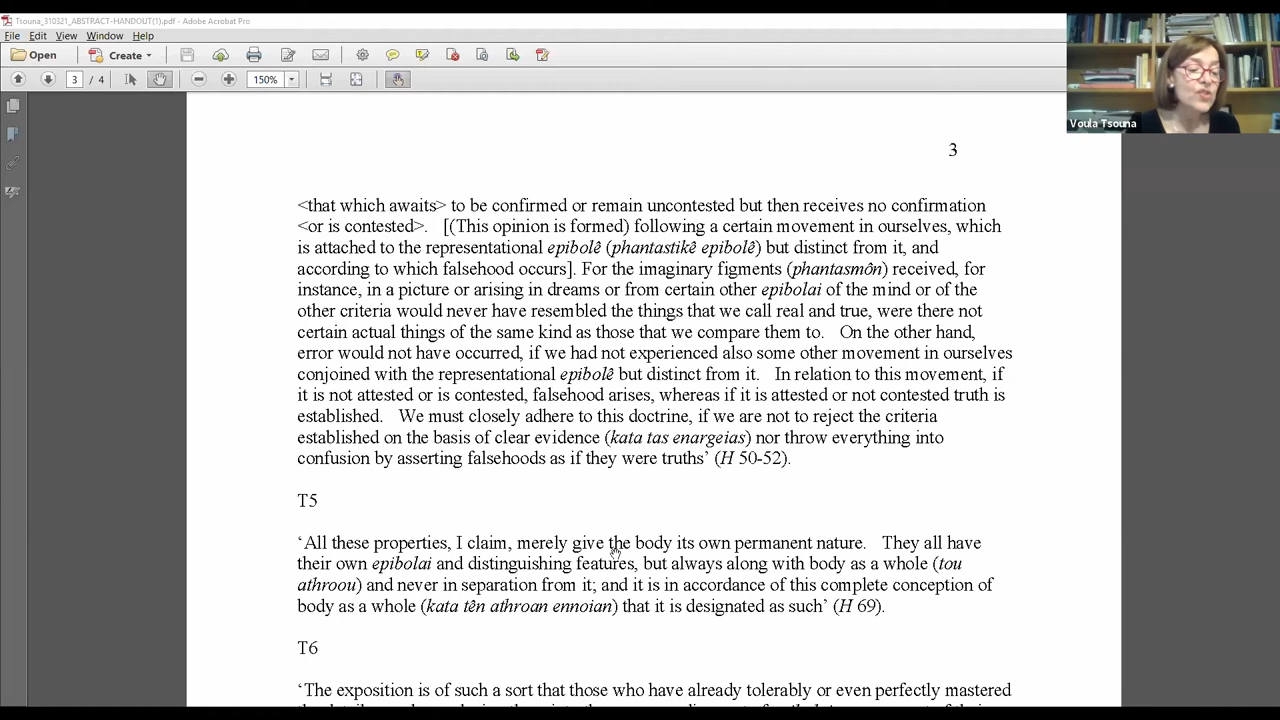 Tsouna_310321_ABSTRACT-HANDOUT(1).pdf - Adobe Acrobat Pro
File Edit View Window Help
Open Create
3 / 4 150%
Voula Tsouna
3
<that which awaits> to be confirmed or remain uncontested but then receives no confirmation
<or is contested>. [(This opinion is formed) following a certain movement in ourselves, which
is attached to the representational epibolê (phantastikê epibolê) but distinct from it, and
according to which falsehood occurs]. For the imaginary figments (phantasmôn) received, for
instance, in a picture or arising in dreams or from certain other epibolai of the mind or of the
other criteria would never have resembled the things that we call real and true, were there not
certain actual things of the same kind as those that we compare them to. On the other hand,
error would not have occurred, if we had not experienced also some other movement in ourselves
conjoined with the representational epibolê but distinct from it. In relation to this movement, if
it is not attested or is contested, falsehood arises, whereas if it is attested or not contested truth is
established. We must closely adhere to this doctrine, if we are not to reject the criteria
established on the basis of clear evidence (kata tas enargeias) nor throw everything into
confusion by asserting falsehoods as if they were truths’ (H 50-52).
T5
‘All these properties, I claim, merely give the body its own permanent nature. They all have
their own epibolai and distinguishing features, but always along with body as a whole (tou
athroou) and never in separation from it; and it is in accordance of this complete conception of
body as a whole (kata tên athroan ennoian) that it is designated as such’ (H 69).
T6
‘The exposition is of such a sort that those who have already tolerably or even perfectly mastered